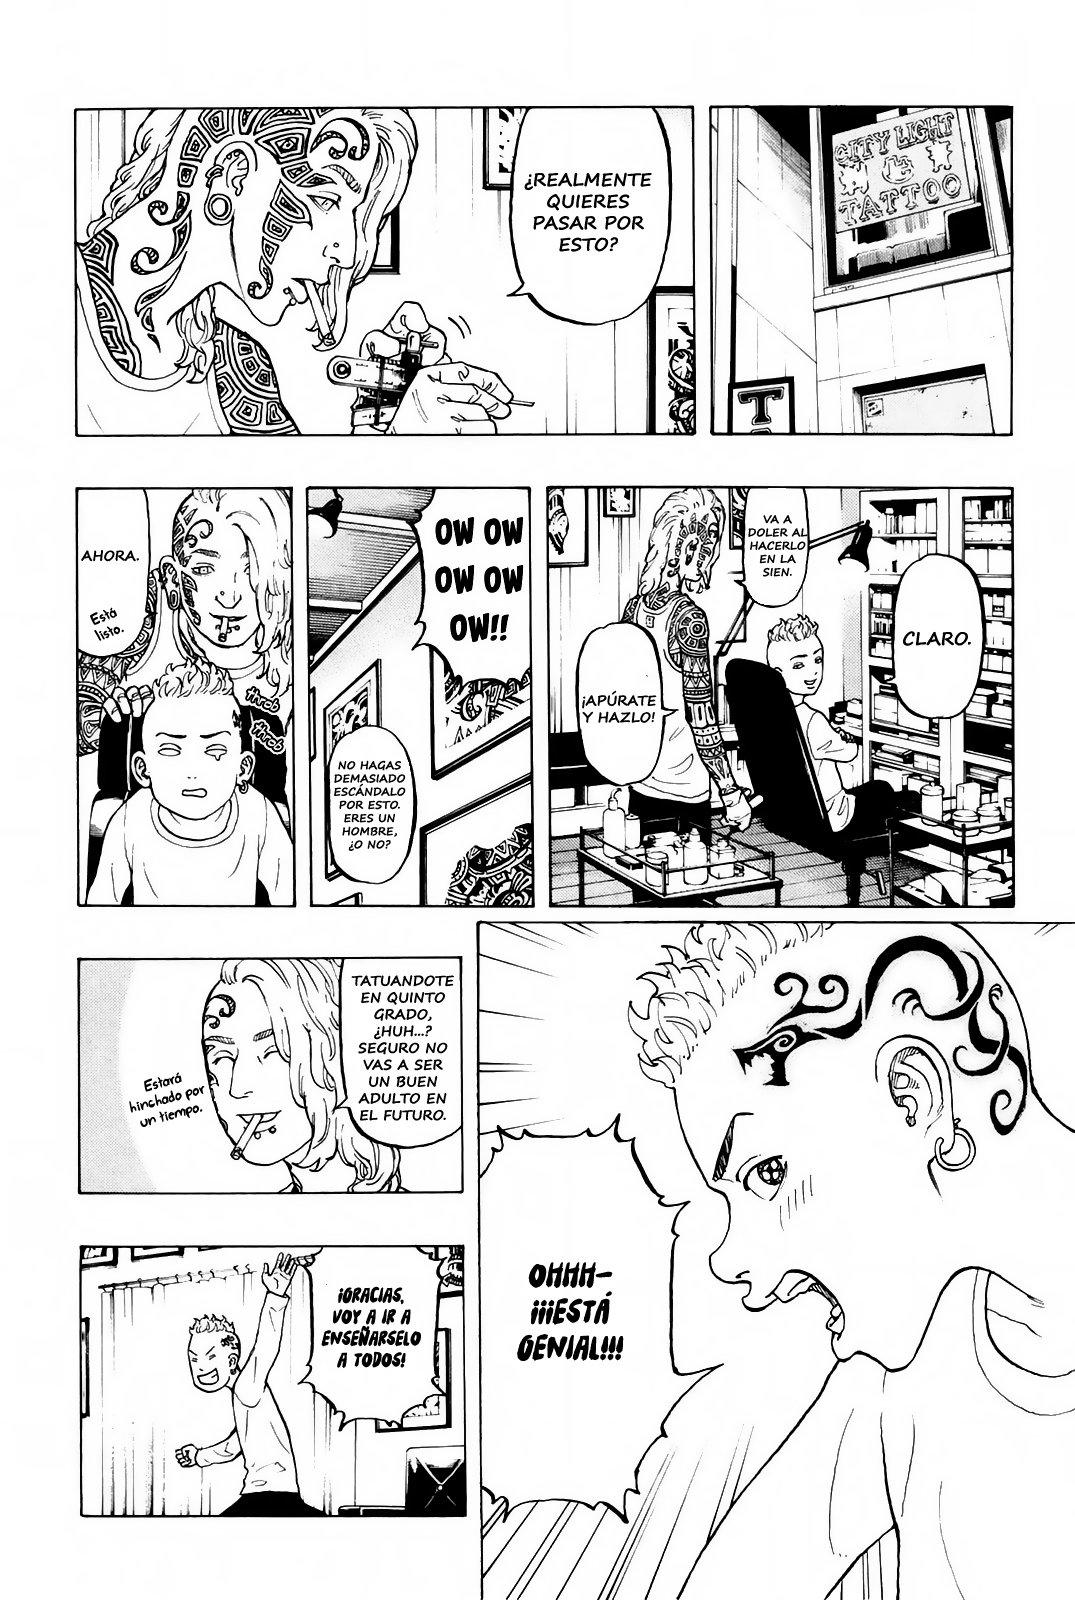 CITY LIGHT
TATTOO
T
¿REALMENTE
QUIERES
PASAR POR
ESTO?
VA A
DOLER AL
HACERLO
EN LA
SIEN.
CLARO.
¡APÚRATE
Y HAZLO!
OW OW
OW OW
OW!!
NO HAGAS
DEMASIADO
ESCÁNDALO
POR ESTO.
ERES UN
HOMBRE,
¿O NO?
AHORA.
Está
listo.
throb
throb
OHHH-
¡¡¡ESTÁ
GENIAL!!!
TATUANDOTE
EN QUINTO
GRADO,
¿HUH...?
SEGURO NO
VAS A SER
UN BUEN
ADULTO EN
EL FUTURO.
Estará
hinchado por
un tiempo.
¡GRACIAS,
VOY A IR A
ENSEÑARSELO
A TODOS!